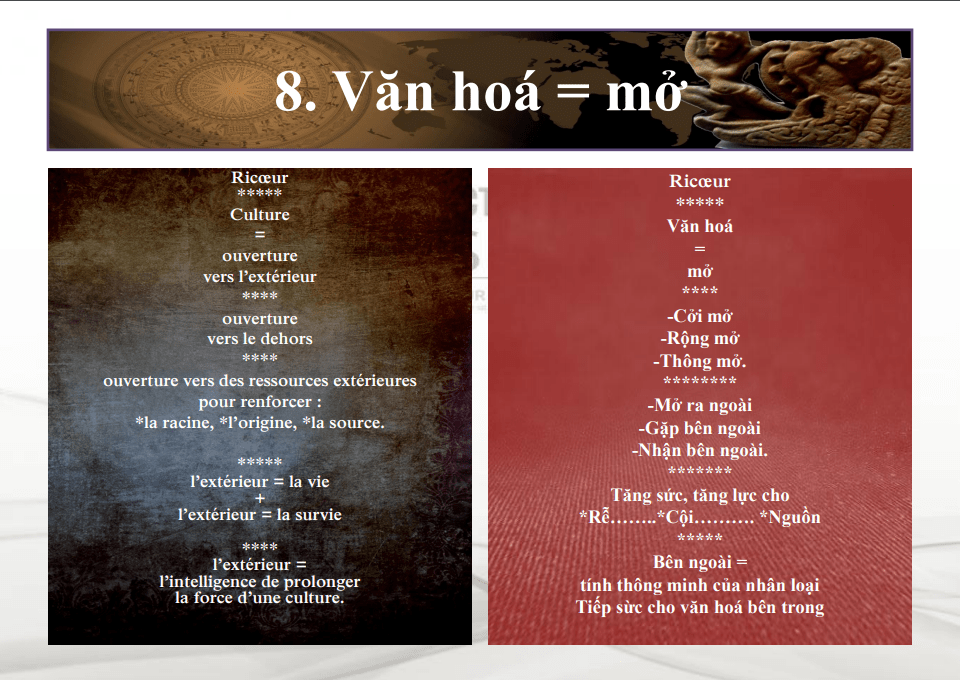 8. Văn hoá = mở
Ricœur
*****
Culture
=
ouverture
vers l’extérieur
****
ouverture
vers le dehors
****
ouverture vers des ressources extérieures
pour renforcer :
*la racine, *l’origine, *la source.
*****
l’extérieur = la vie
+
l’extérieur = la survie
****
l’extérieur =
l’intelligence de prolonger
la force d’une culture.
Ricœur
*****
Văn hoá
=
mở
****
-Cởi mở
-Rộng mở
-Thông mở.
********
-Mở ra ngoài
-Gặp bên ngoài
-Nhận bên ngoài.
*******
Tăng sức, tăng lực cho
*Rễ……..*Cội………. *Nguồn
*****
Bên ngoài =
tính thông minh của nhân loại
Tiếp sừc cho văn hoá bên trong